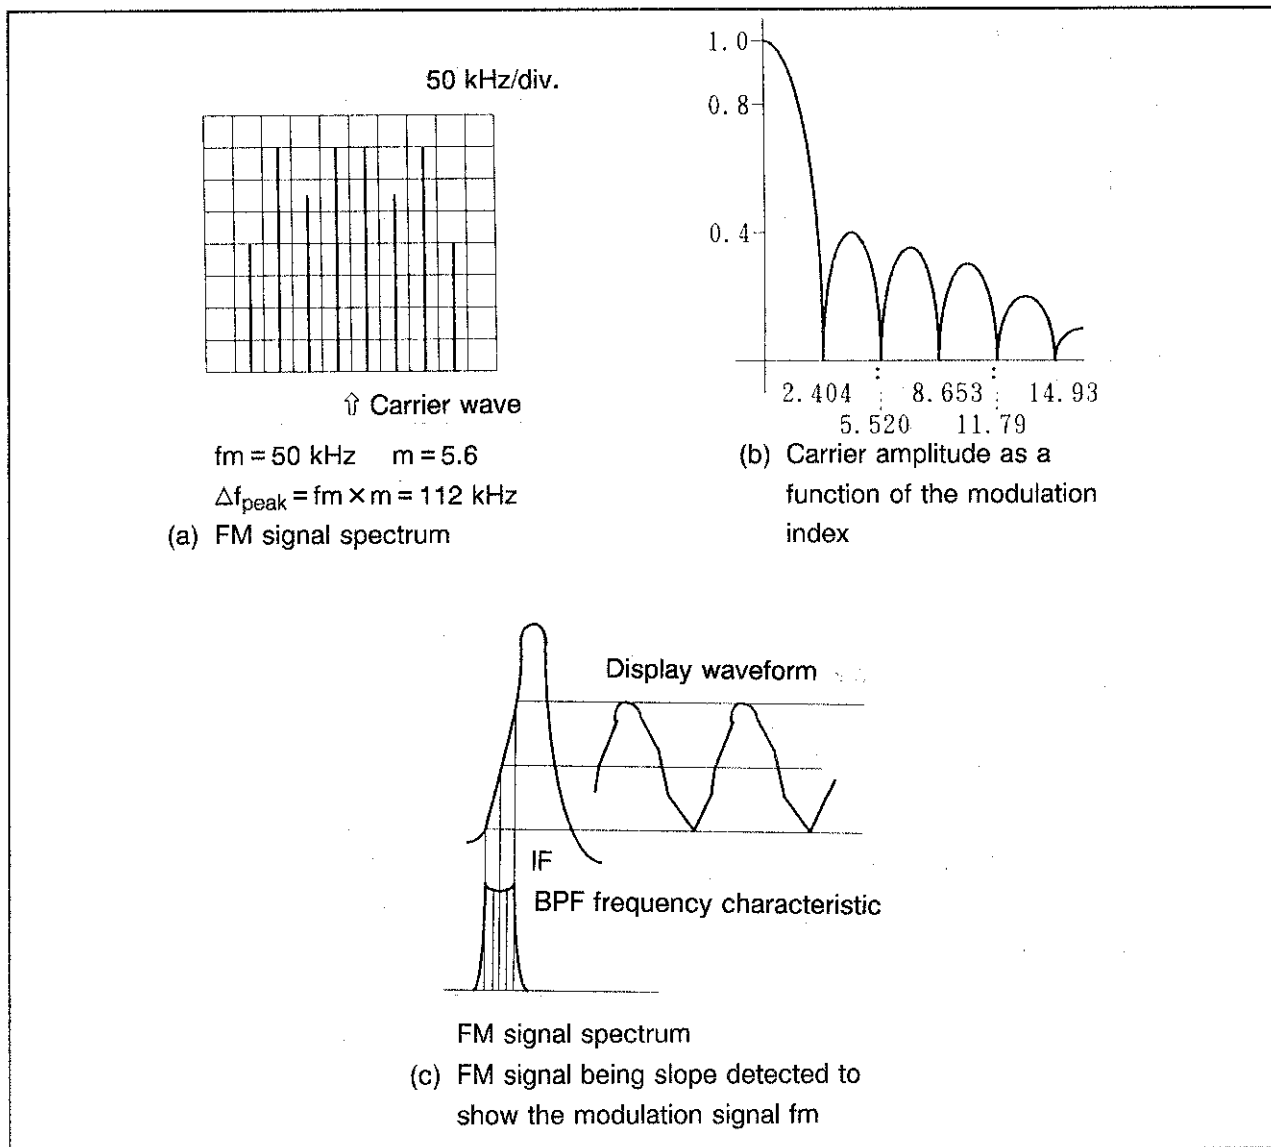 50 kHz/div.
⇧ Carrier wave
fm = 50 kHz m = 5.6
Δfpeak = fm × m = 112 kHz
(a) FM signal spectrum
1.0
0.8
0.4
2.404 8.653 14.93
5.520 11.79
(b) Carrier amplitude as a
function of the modulation
index
Display waveform
IF
BPF frequency characteristic
FM signal spectrum
(c) FM signal being slope detected to
show the modulation signal fm